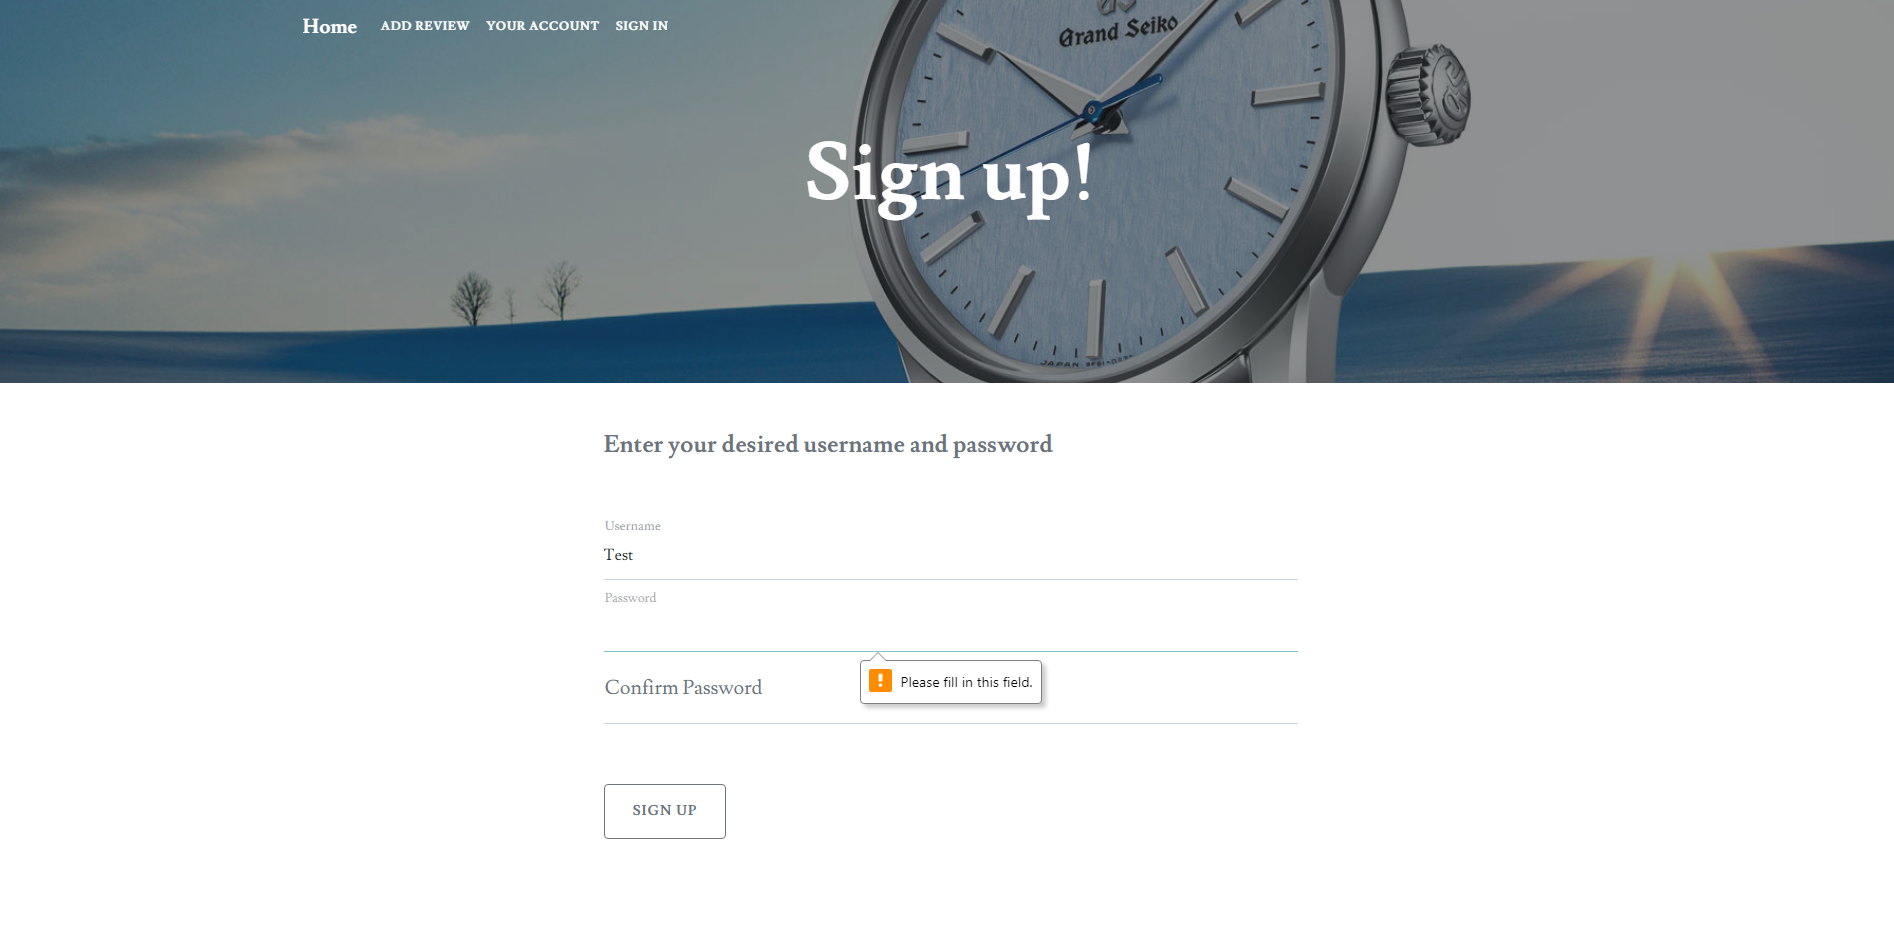 Home ADD REVIEW YOUR ACCOUNT SIGN IN
Grand Seiko
Sign up!
JAPAN
Enter your desired username and password
Username
Test
Password
Please fill in this field.
Confirm Password
SIGN UP